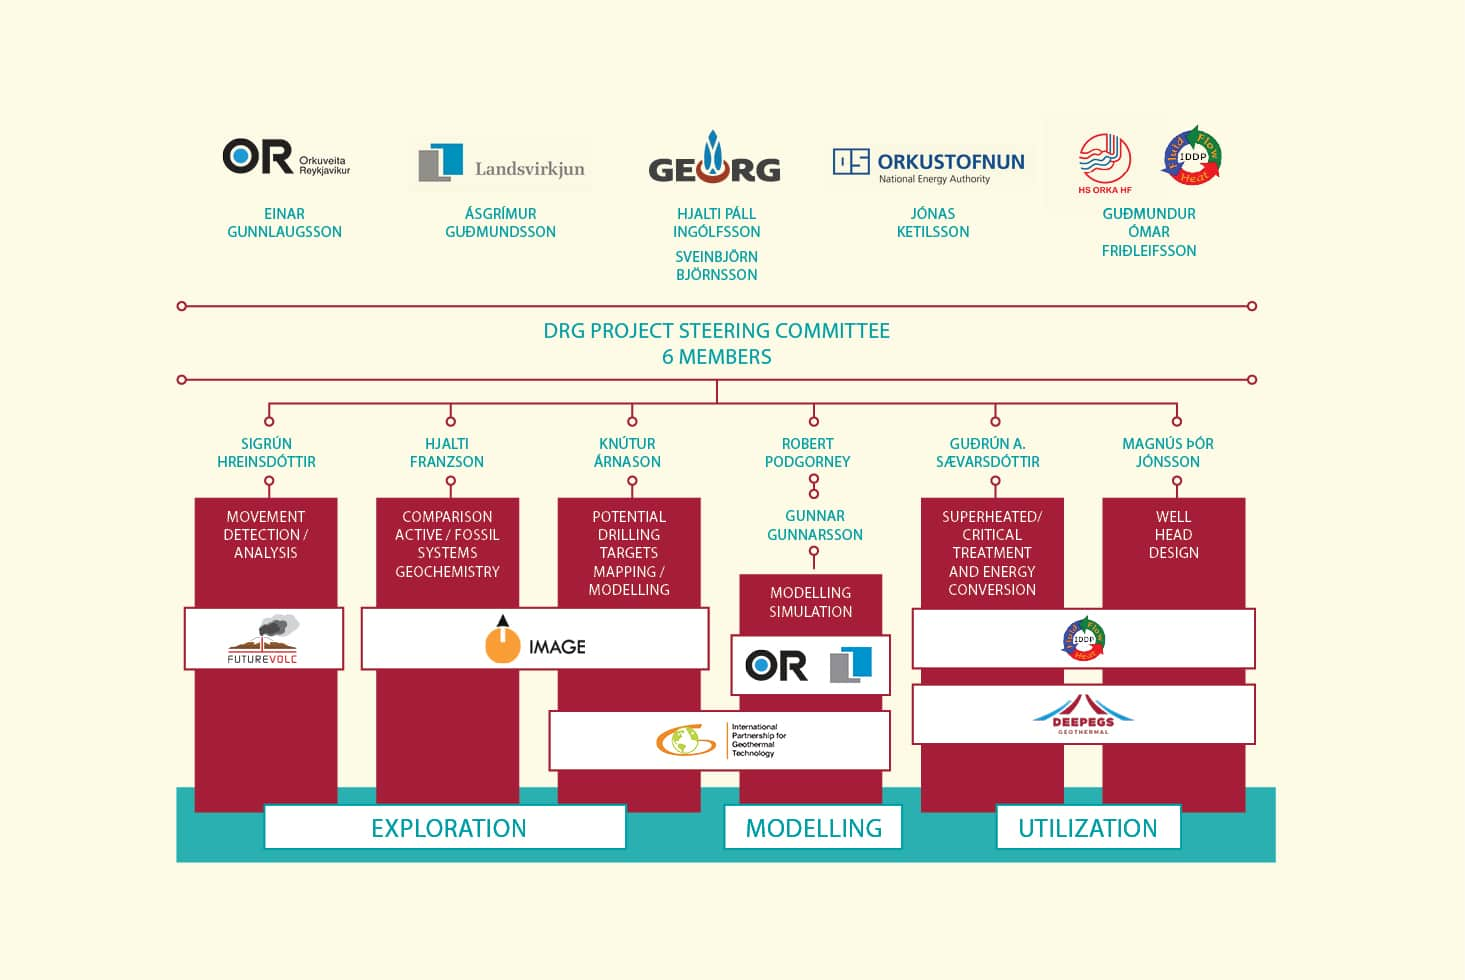 OR Orkuveita
Reykjavíkur
Landsvirkjun
GEORG
OS ORKUSTOFNUN
National Energy Authority
HS ORKA HF
Fluid Flow
IDDP
Heat
EINAR
GUNNLAUGSSON
ÁSGRÍMUR
GUÐMUNDSSON
HJALTI PÁLL
INGÓLFSSON
SVEINBJÖRN
BJÖRNSSON
JÓNAS
KETILSSON
GUÐMUNDUR
ÓMAR
FRIÐLEIFSSON
DRG PROJECT STEERING COMMITTEE
6 MEMBERS
SIGRÚN
HREINSDÓTTIR
HJALTI
FRANZSON
KNÚTUR
ÁRNASON
ROBERT
PODGORNEY
GUNNAR
GUNNARSSON
GUÐRÚN A.
SÆVARSDÓTTIR
MAGNÚS ÞÓR
JÓNSSON
MOVEMENT
DETECTION /
ANALYSIS
COMPARISON
ACTIVE / FOSSIL
SYSTEMS
GEOCHEMISTRY
POTENTIAL
DRILLING
TARGETS
MAPPING /
MODELLING
MODELLING
SIMULATION
SUPERHEATED/
CRITICAL
TREATMENT
AND ENERGY
CONVERSION
WELL
HEAD
DESIGN
FUTUREVOLC
IMAGE
OR
Fluid Flow
IDDP
Heat
International
Partnership for
Geothermal
Technology
DEEPEGS
GEOTHERMAL
EXPLORATION
MODELLING
UTILIZATION